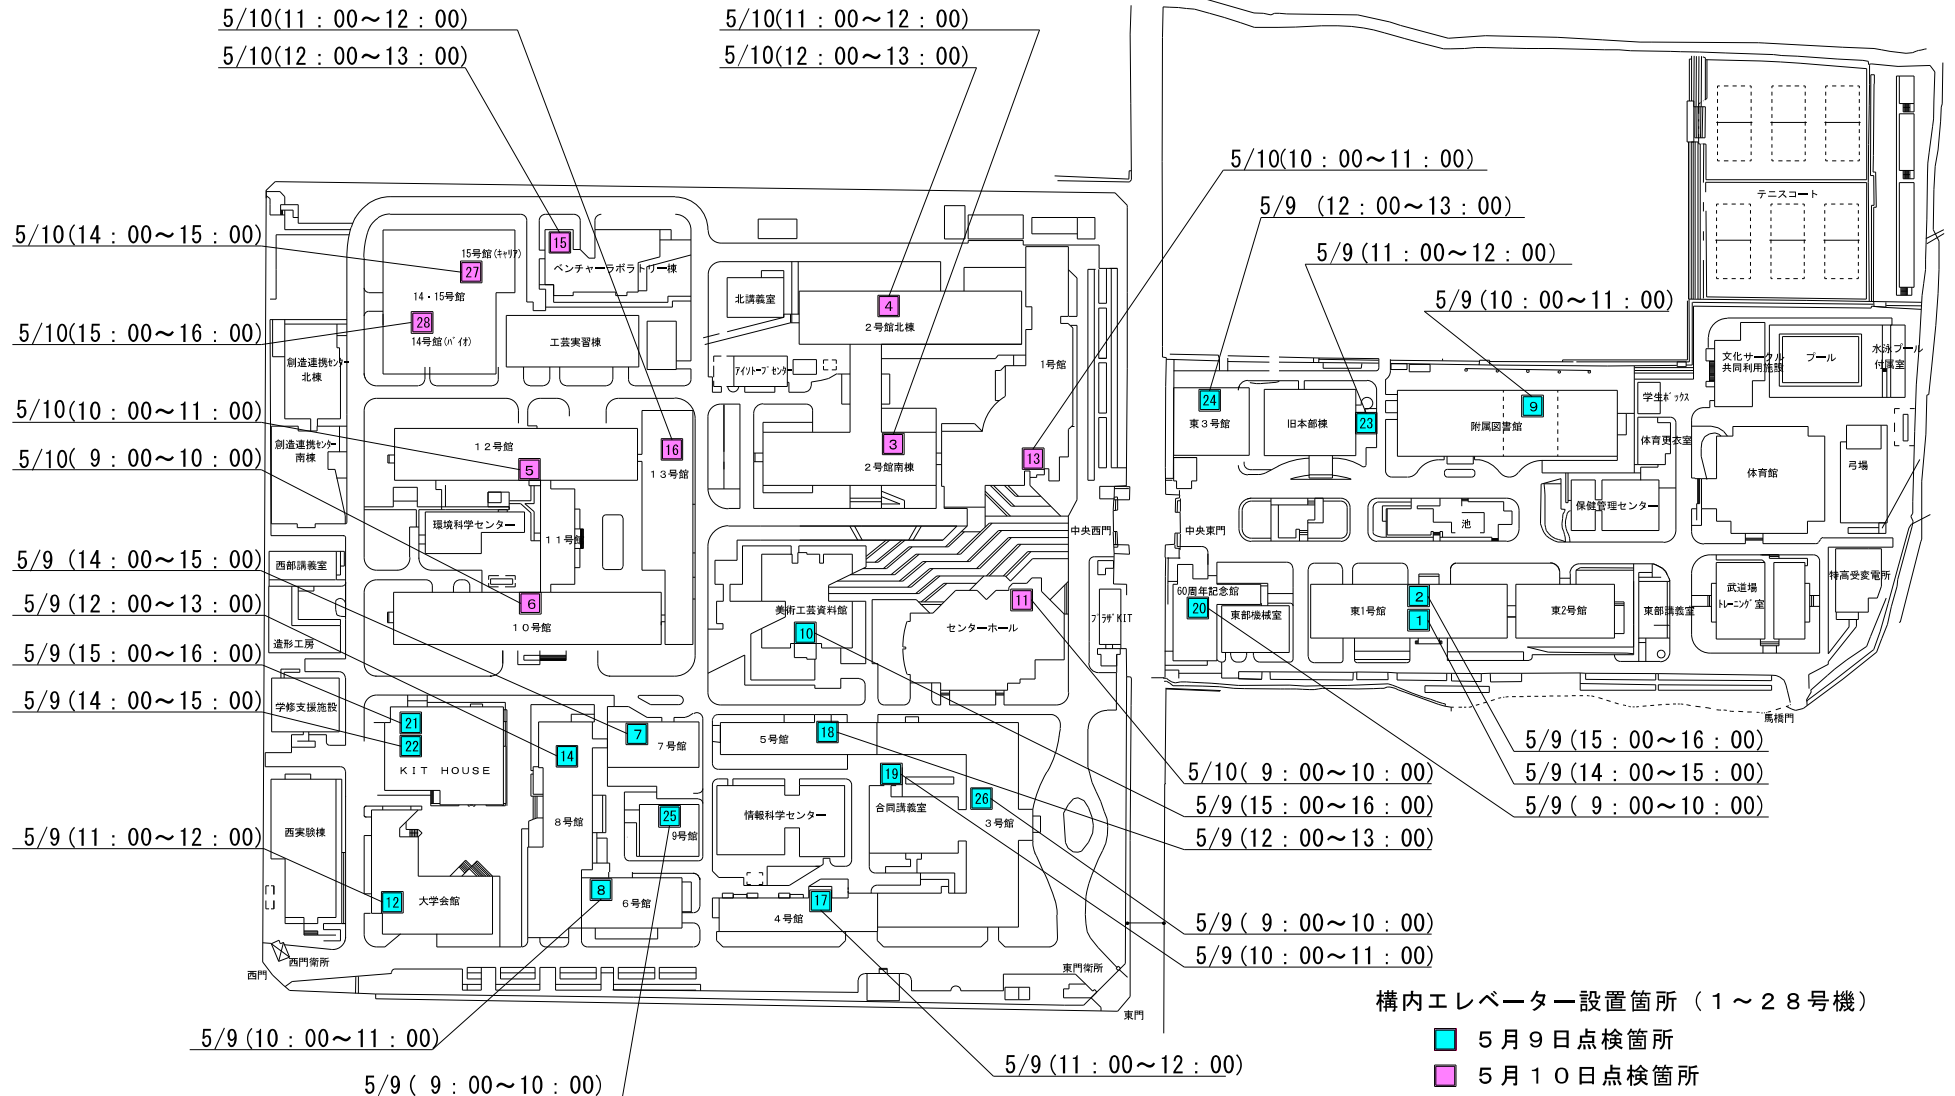 5/10(11：00～12：00)
5/10(12：00～13：00)
5/10(11：00～12：00)
5/10(12：00～13：00)
5/10(10：00～11：00)
5/9 (12：00～13：00)
5/9(11：00～12：00)
5/9(10：00～11：00)
5/10(14：00～15：00)
5/10(15：00～16：00)
5/10(10：00～11：00)
5/10( 9：00～10：00)
5/9 (14：00～15：00)
5/9(12：00～13：00)
5/9(15：00～16：00)
5/9(14：00～15：00)
5/9(11：00～12：00)
テニスコート
15号館(ｷｬﾘｱ)
27
14・15号館
28
14号館(ﾊﾞｲｵ)
15
ベンチャーラボラトリー棟
工芸実習棟
創造連携ｾﾝﾀｰ
北棟
創造連携ｾﾝﾀｰ
南棟
北講義室
4
２号館北棟
1号館
ｱｲｿﾄｰﾌﾟｾﾝﾀｰ
3
２号館南棟
13
１２号館
5
16
１３号館
環境科学センター
１１号館
西部講義室
6
１０号館
造形工房
中央西門
中央東門
24
東３号館
旧本部棟
23
9
附属図書館
文化サークル
共同利用施設
プール
水泳プール
付属室
学生ﾎﾞｯｸｽ
体育更衣室
体育館
弓場
保健管理センター
池
美術工芸資料館
10
11
センターホール
ﾌﾟﾗｻﾞKIT
60周年記念館
20
東部機械室
東1号館
2
1
東2号館
東部講義室
武道場
ﾄﾚｰﾆﾝｸﾞ室
特高受変電所
馬橋門
学修支援施設
21
22
ＫＩＴ ＨＯＵＳＥ
14
7
７号館
８号館
25
9号館
8
６号館
西実験棟
12
大学会館
５号館
18
19
合同講義室
26
３号館
情報科学センター
17
４号館
西門衛所
西門
東門衛所
東門
5/9(15：00～16：00)
5/9(14：00～15：00)
5/9( 9：00～10：00)
5/10( 9：00～10：00)
5/9(15：00～16：00)
5/9(12：00～13：00)
5/9( 9：00～10：00)
5/9(10：00～11：00)
5/9(10：00～11：00)
5/9( 9：00～10：00)
5/9(11：00～12：00)
構内エレベーター設置箇所（１～２８号機）
５月９日点検箇所
５月１０日点検箇所